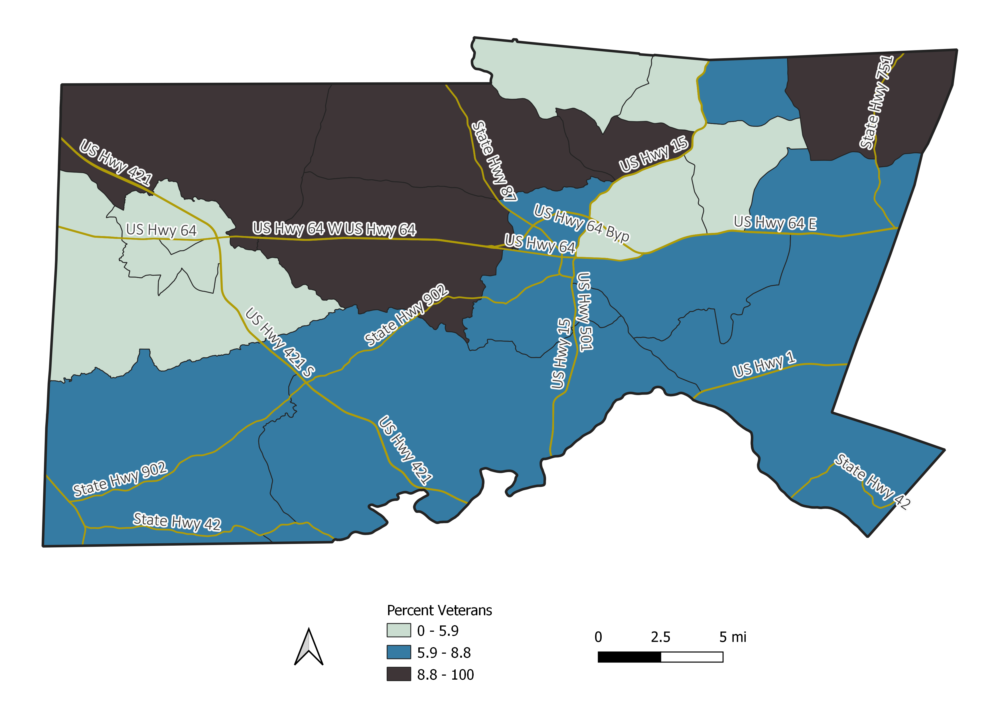 State Hwy 751
US Hwy 421
State Hwy 87
US Hwy 15
US Hwy 64
US Hwy 64 W
US Hwy 64
US Hwy 64 Byp
US Hwy 64 E
US Hwy 64
State Hwy 902
US Hwy 501
US Hwy 421 S
US Hwy 15
US Hwy 1
US Hwy 421
State Hwy 902
State Hwy 42
State Hwy 42
Percent Veterans
0 - 5.9
5.9 - 8.8
8.8 - 100
0 2.5 5 mi